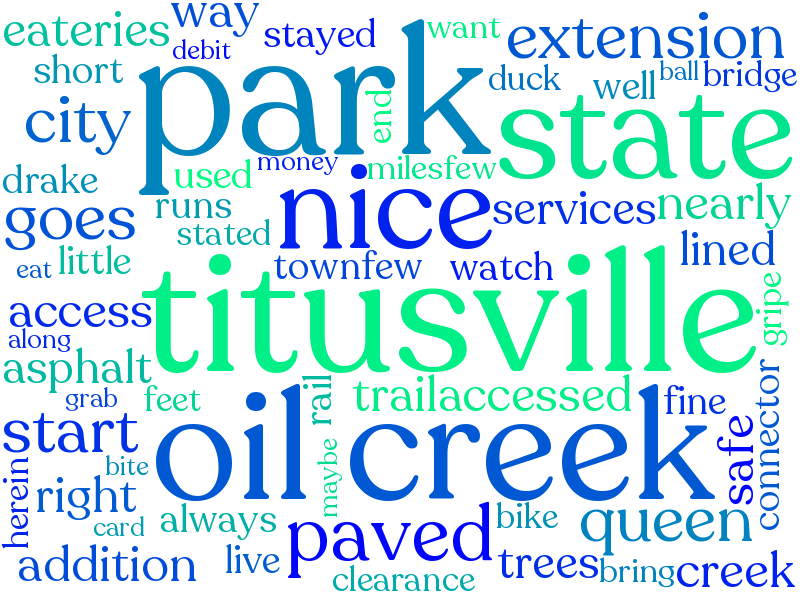 eateries way debit stayed want extension
short park duck well ball bridge
city end state
drake used money milesfew
goes runs nice services nearly
stated
eat little townfew watch lined
access titusville gripe
along
asphalt
grab feet rail trailaccessed fine connector
start oil creek safe
herein bite maybe
right card always paved bike queen
addition live clearance trees bring creek